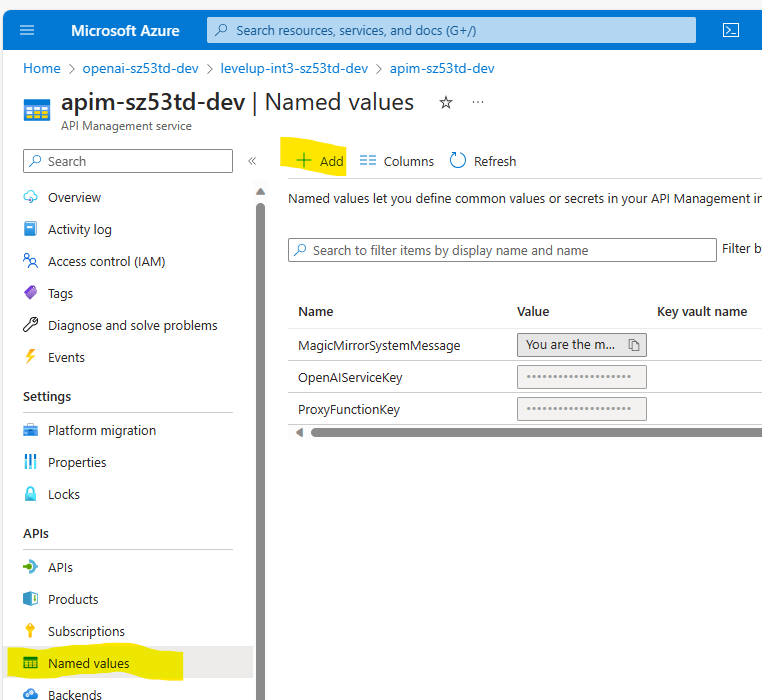 Microsoft Azure
Search resources, services, and docs (G+/)
Home > openai-sz53td-dev > levelup-int3-sz53td-dev > apim-sz53td-dev
apim-sz53td-dev | Named values
API Management service
Search
Overview
Activity log
Access control (IAM)
Tags
Diagnose and solve problems
Events
Settings
Platform migration
Properties
Locks
APIs
APIs
Products
Subscriptions
Named values
Backends
Add Columns Refresh
Named values let you define common values or secrets in your API Management in
Search to filter items by display name and name
Filter b
Name Value Key vault name
MagicMirrorSystemMessage You are the m...
OpenAIServiceKey ••••••••••••••••••••
ProxyFunctionKey ••••••••••••••••••••